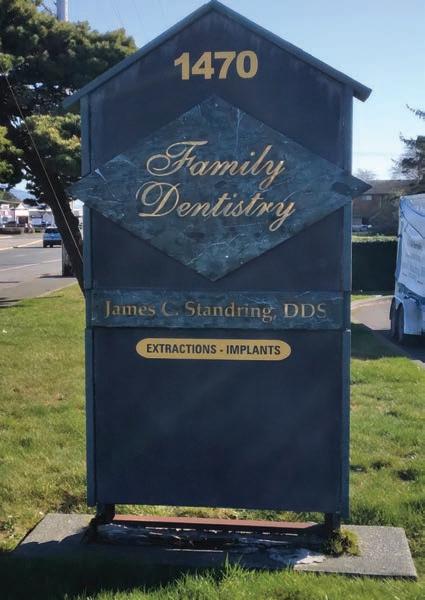 1470
Family
Dentistry
James C. Standring, DDS
EXTRACTIONS - IMPLANTS